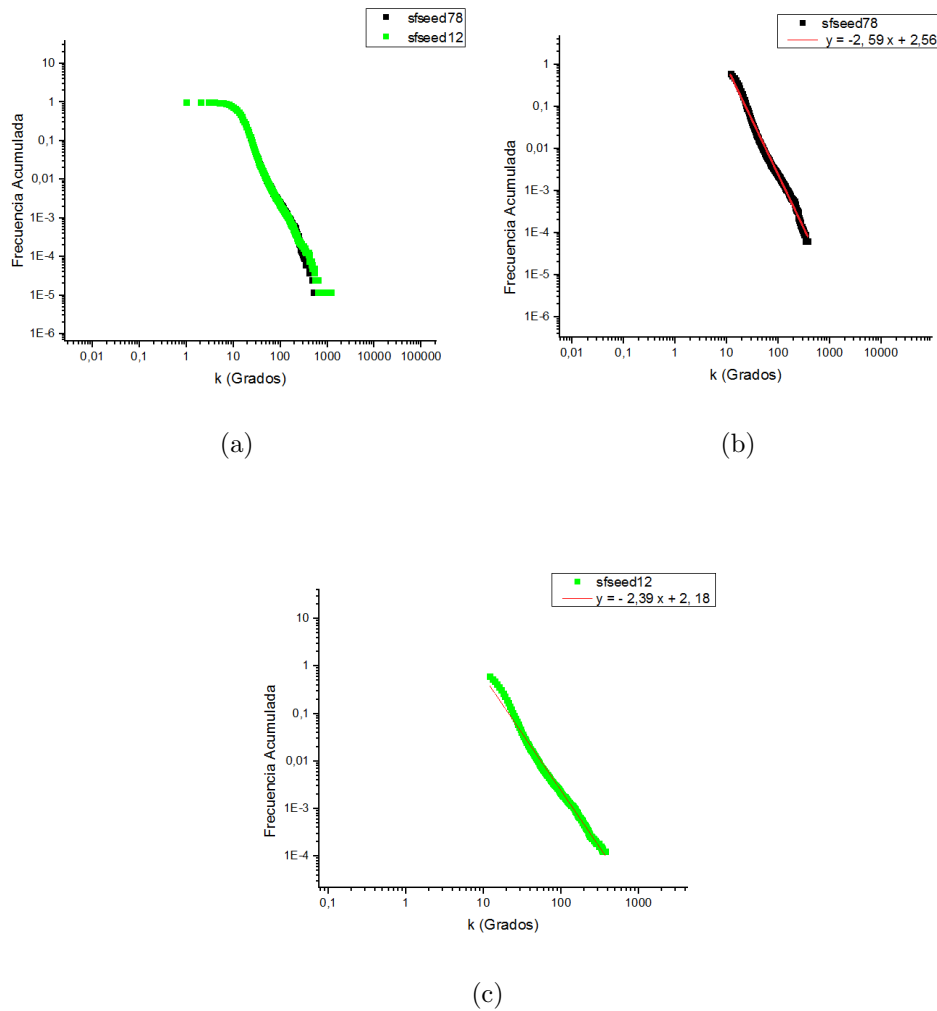 sfseed78
sfseed12
10
1
0,1
0,01
1E-3
1E-4
1E-5
1E-6
Frecuencia Acumulada
0,01 0,1 1 10 100 1000 10000 100000
k (Grados)
(a)
sfseed78
y = -2, 59 x + 2,56
1
0,1
0,01
1E-3
1E-4
1E-5
1E-6
Frecuencia Acumulada
0,01 0,1 1 10 100 1000 10000
k (Grados)
(b)
sfseed12
y = - 2,39 x + 2, 18
10
1
0,1
0,01
1E-3
1E-4
Frecuencia Acumulada
0,1 1 10 100 1000
k (Grados)
(c)